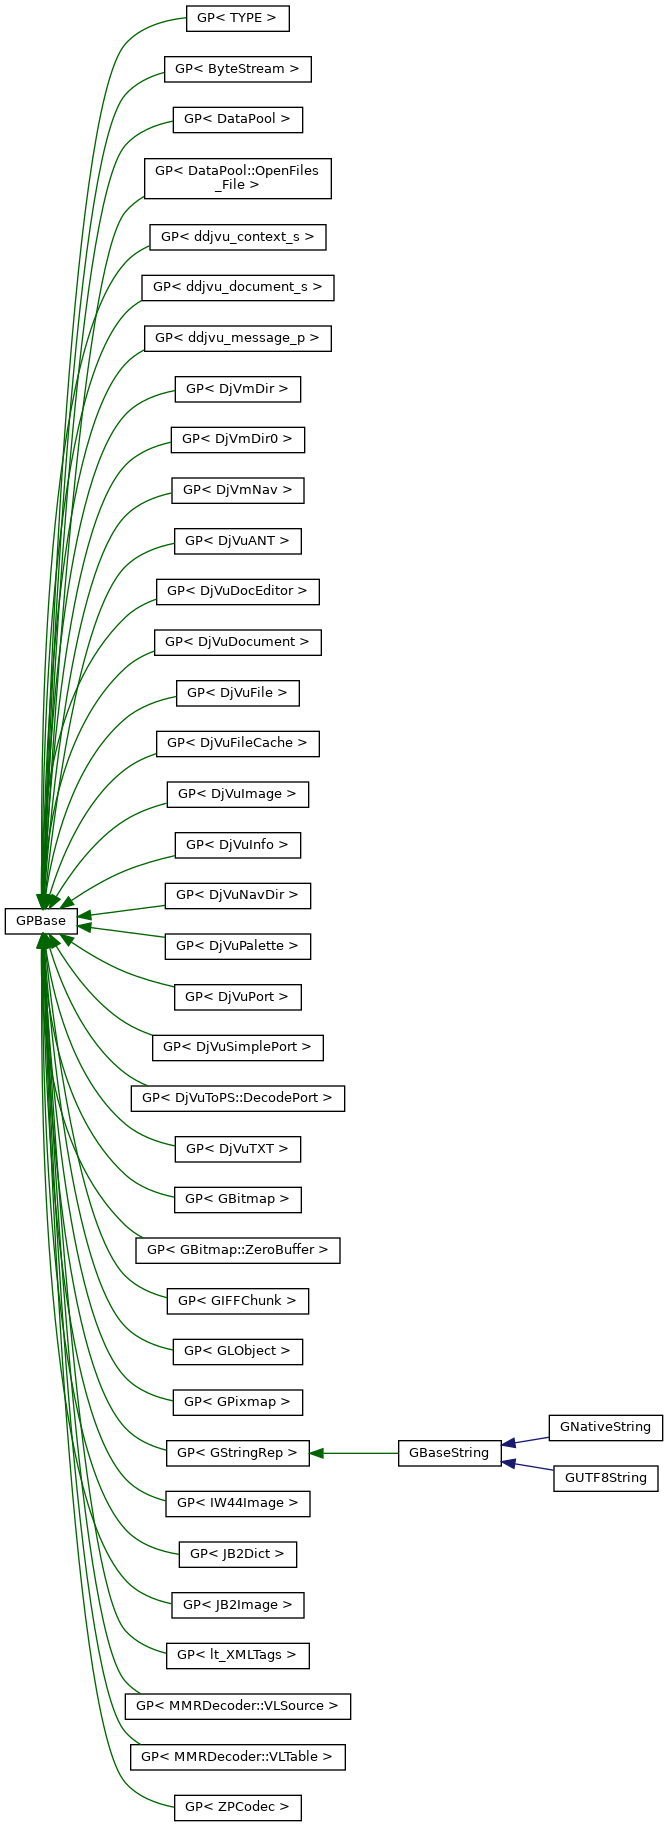 GP< TYPE >
GP< ByteStream >
GP< DataPool >
GP< DataPool::OpenFiles
_File >
GP< ddjvu_context_s >
GP< ddjvu_document_s >
GP< ddjvu_message_p >
GP< DjVmDir >
GP< DjVmDir0 >
GP< DjVmNav >
GP< DjVuANT >
GP< DjVuDocEditor >
GP< DjVuDocument >
GP< DjVuFile >
GP< DjVuFileCache >
GP< DjVuImage >
GP< DjVuInfo >
GP< DjVuNavDir >
GPBase
GP< DjVuPalette >
GP< DjVuPort >
GP< DjVuSimplePort >
GP< DjVuToPS::DecodePort >
GP< DjVuTXT >
GP< GBitmap >
GP< GBitmap::ZeroBuffer >
GP< GIFFChunk >
GP< GLObject >
GP< GPixmap >
GNativeString
GP< GStringRep >
GBaseString
GUTF8String
GP< IW44Image >
GP< JB2Dict >
GP< JB2Image >
GP< lt_XMLTags >
GP< MMRDecoder::VLSource >
GP< MMRDecoder::VLTable >
GP< ZPCodec >